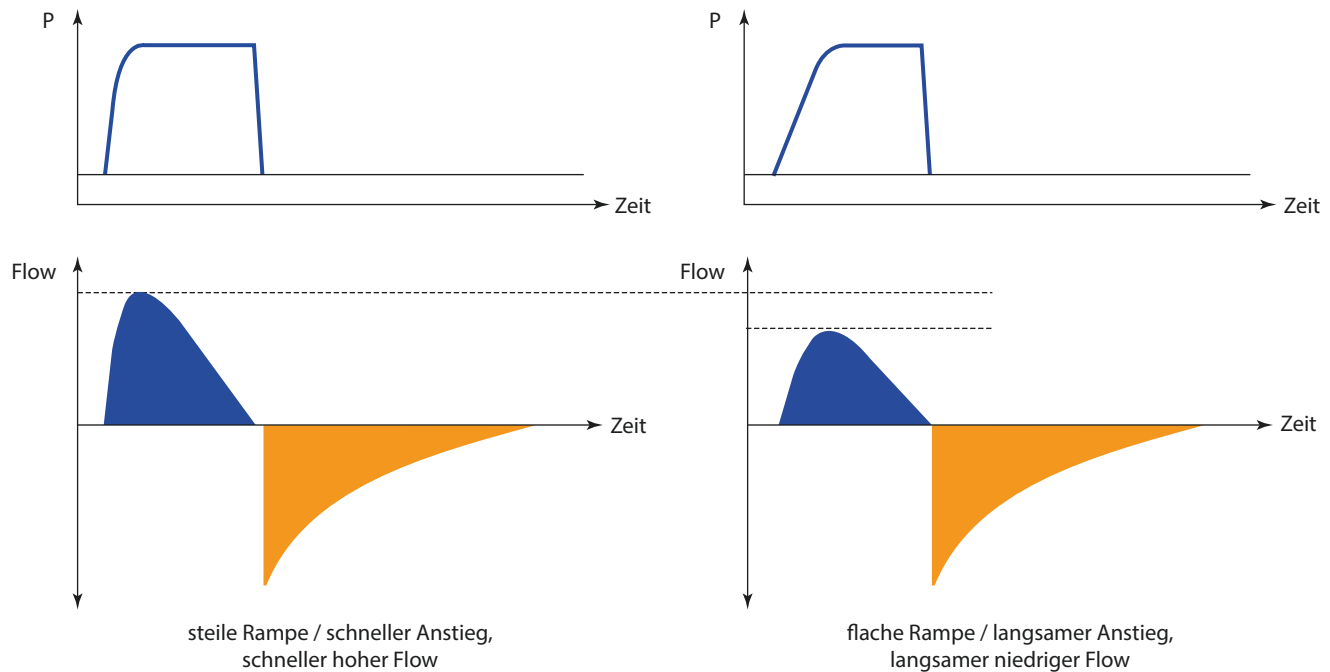 P
Zeit
P
Zeit
Flow
Zeit
Flow
Zeit
steile Rampe / schneller Anstieg,
schneller hoher Flow
flache Rampe / langsamer Anstieg,
langsamer niedriger Flow